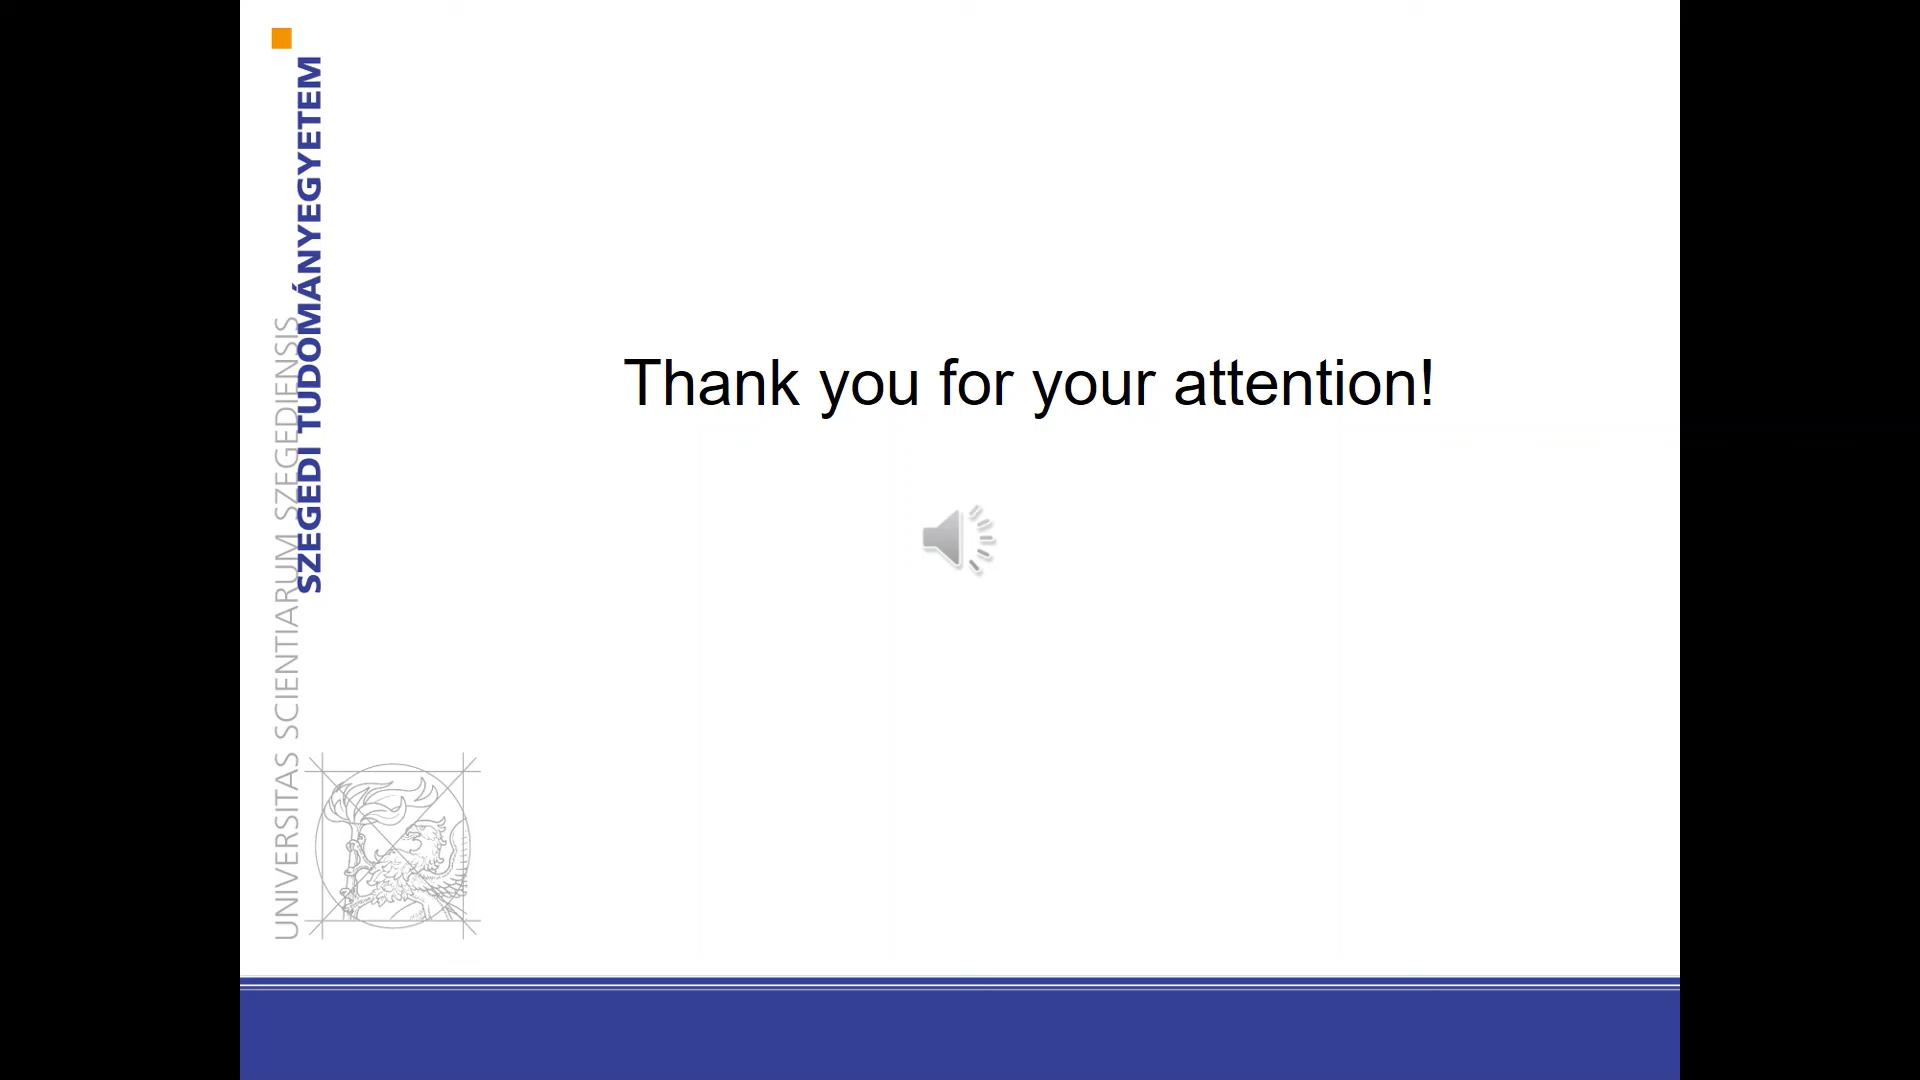 SZEGEDI TUDOMÁNYEGYETEM
UNIVERSITAS SCIENTIARUM SZEGEDIENSIS
Thank you for your attention!